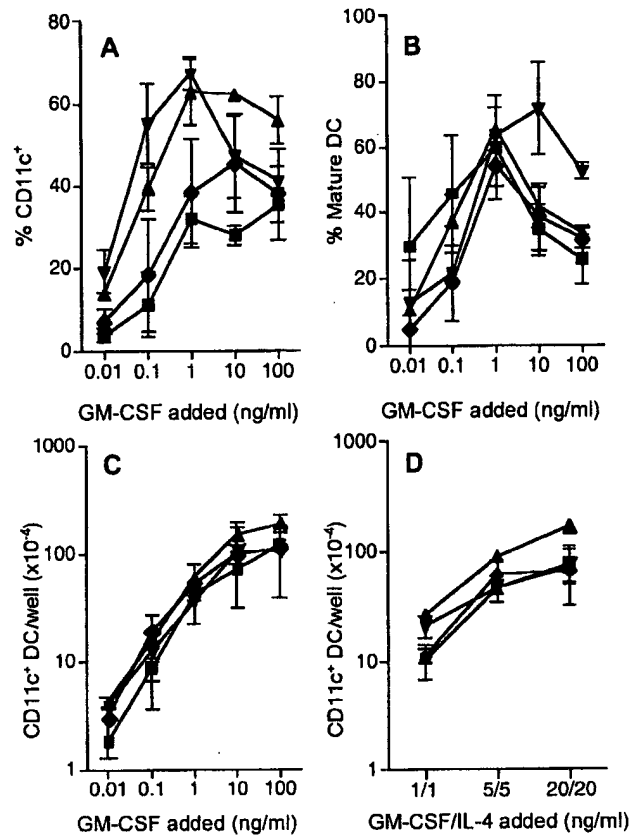 A
80
60
40
20
0
% CD11c⁺
0.01 0.1 1 10 100
GM-CSF added (ng/ml)
B
100
80
60
40
20
0
% Mature DC
0.01 0.1 1 10 100
GM-CSF added (ng/ml)
C
1000
100
10
1
CD11c⁺ DC/well (x10⁻⁴)
0.01 0.1 1 10 100
GM-CSF added (ng/ml)
D
1000
100
10
1
CD11c⁺ DC/well (x10⁻⁴)
1/1 5/5 20/20
GM-CSF/IL-4 added (ng/ml)